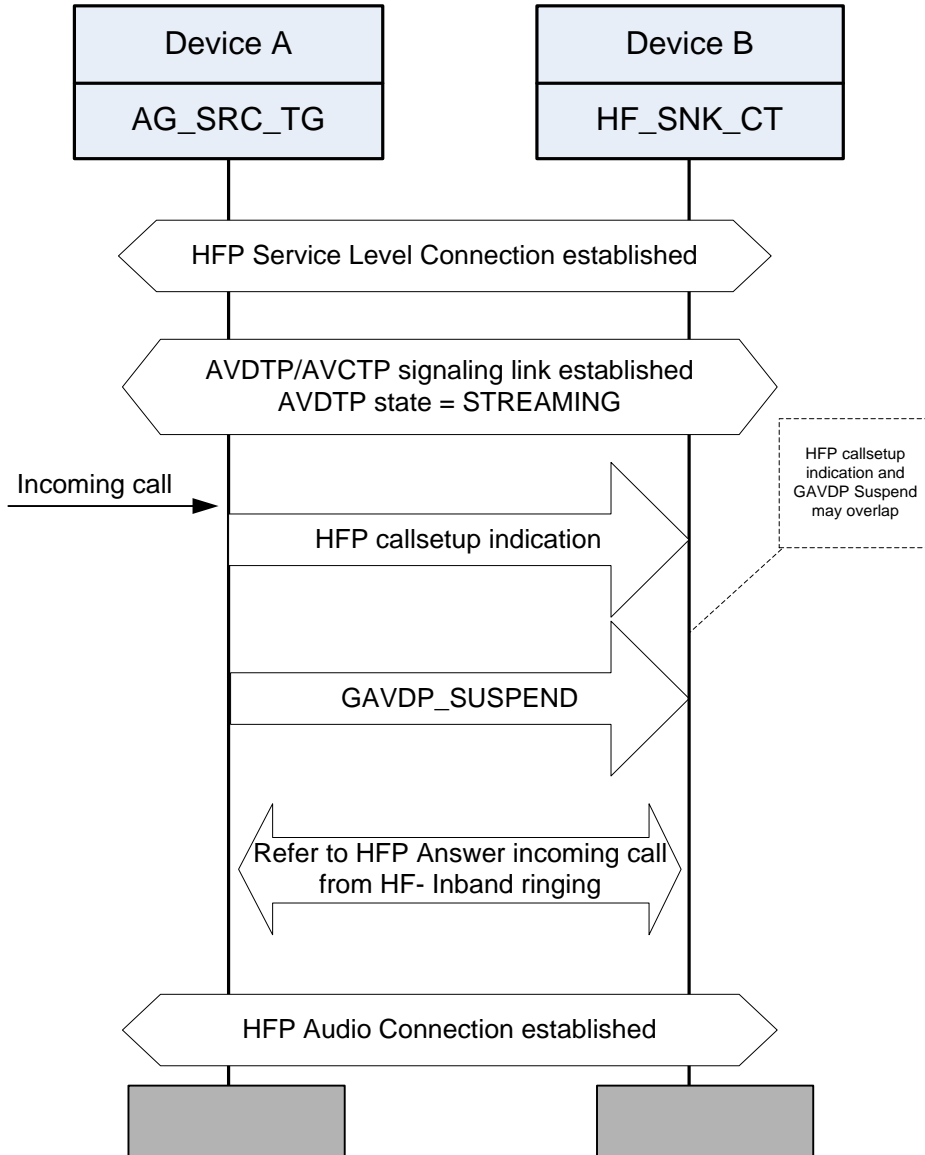 Device A
Device B
AG_SRC_TG
HF_SNK_CT
HFP Service Level Connection established
AVDTP/AVCTP signaling link established
AVDTP state = STREAMING
HFP callsetup
indication and
GAVDP Suspend
may overlap
Incoming call
HFP callsetup indication
GAVDP_SUSPEND
Refer to HFP Answer incoming call
from HF- Inband ringing
HFP Audio Connection established